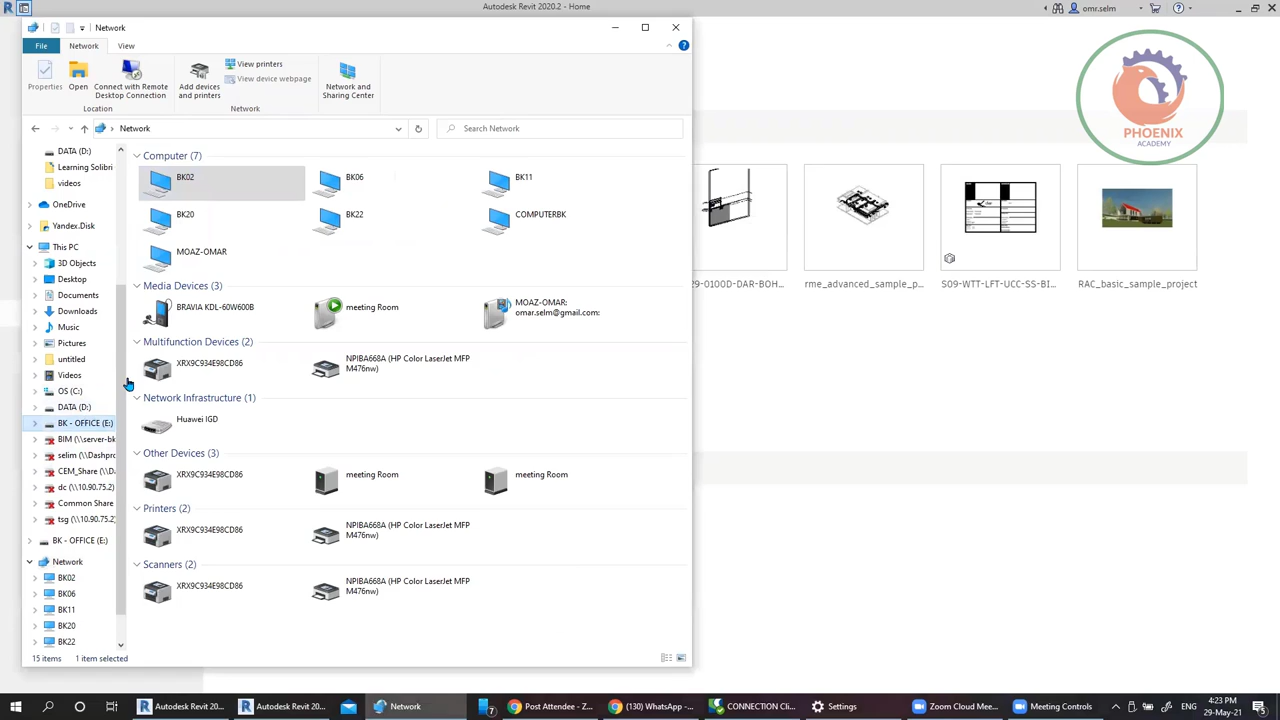 Autodesk Revit 2020.2 - Home
omr.selm
Network
File
Network
View
Properties
Open
Connect with Remote
Desktop Connection
Location
Add devices
and printers
View printers
View device webpage
Network
Network and
Sharing Center
Network
Search Network
DATA (D:)
Learning Solibri
videos
OneDrive
Yandex.Disk
This PC
3D Objects
Desktop
Documents
Downloads
Music
Pictures
untitled
Videos
OS (C:)
DATA (D:)
BK - OFFICE (E:)
BIM (\\server-bk
selim (\\Dashpro
CEM_Share (\\D.
dc (\\10.90.75.2)
Common Share
tsg (\\10.90.75.2)
BK - OFFICE (E:)
Network
BK02
BK06
BK11
BK20
BK22
Computer (7)
BK02
BK06
BK11
BK20
BK22
COMPUTERBK
MOAZ-OMAR
Media Devices (3)
BRAVIA KDL-60W600B
meeting Room
MOAZ-OMAR:
omar.selm@gmail.com:
Multifunction Devices (2)
XRX9C934E98CD86
NPIBA668A (HP Color LaserJet MFP
M476nw)
Network Infrastructure (1)
Huawei IGD
Other Devices (3)
XRX9C934E98CD86
meeting Room
meeting Room
Printers (2)
XRX9C934E98CD86
NPIBA668A (HP Color LaserJet MFP
M476nw)
Scanners (2)
XRX9C934E98CD86
NPIBA668A (HP Color LaserJet MFP
M476nw)
15 items
1 item selected
PHOENIX
ACADEMY
29-0100D-DAR-BOH...
rme_advanced_sample_p...
S09-WTT-LFT-UCC-SS-BI...
RAC_basic_sample_project
Autodesk Revit 20...
Autodesk Revit 20...
Network
7
Post Attendee - Z...
(130) WhatsApp - ...
CONNECTION Cli...
Settings
Zoom Cloud Mee...
Meeting Controls
ENG
4:23 PM
29-May-21
5